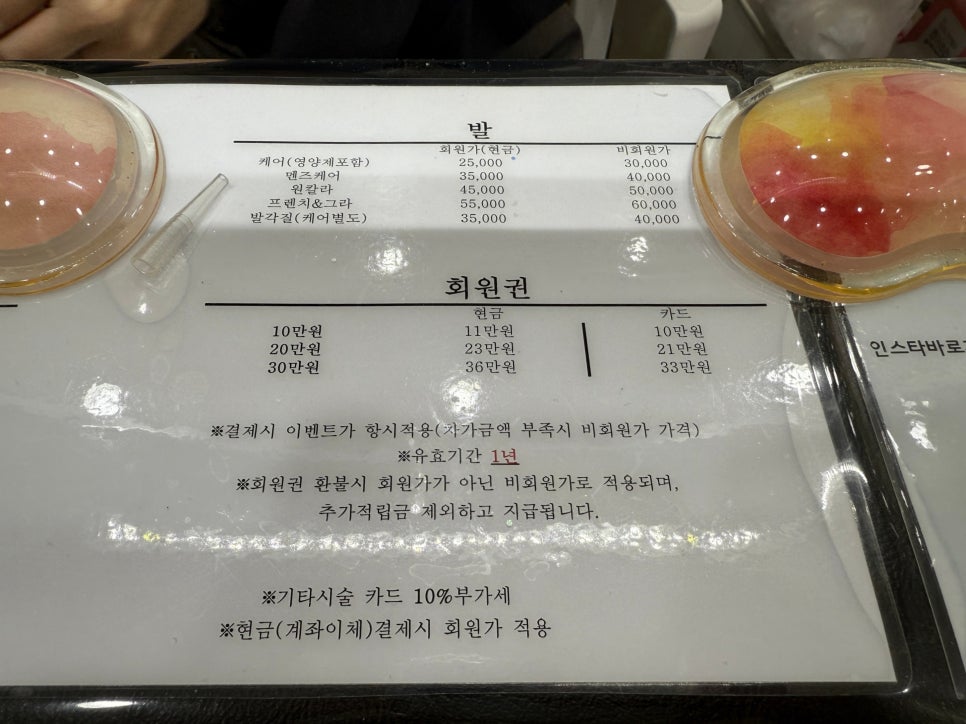 발
회원가(현금) 비회원가
케어(영양제포함) 25,000 30,000
멘즈케어 35,000 40,000
원칼라 45,000 50,000
프렌치&그라 55,000 60,000
발각질(케어별도) 35,000 40,000
회원권
현금 카드
10만원 11만원 10만원
20만원 23만원 21만원
30만원 36만원 33만원
※결제시 이벤트가 항시적용(차가금액 부족시 비회원가 가격)
※유효기간 1년
※회원권 환불시 회원가가 아닌 비회원가로 적용되며,
추가적립금 제외하고 지급됩니다.
※기타시술 카드 10%부가세
※현금(계좌이체)결제시 회원가 적용
인스타바로